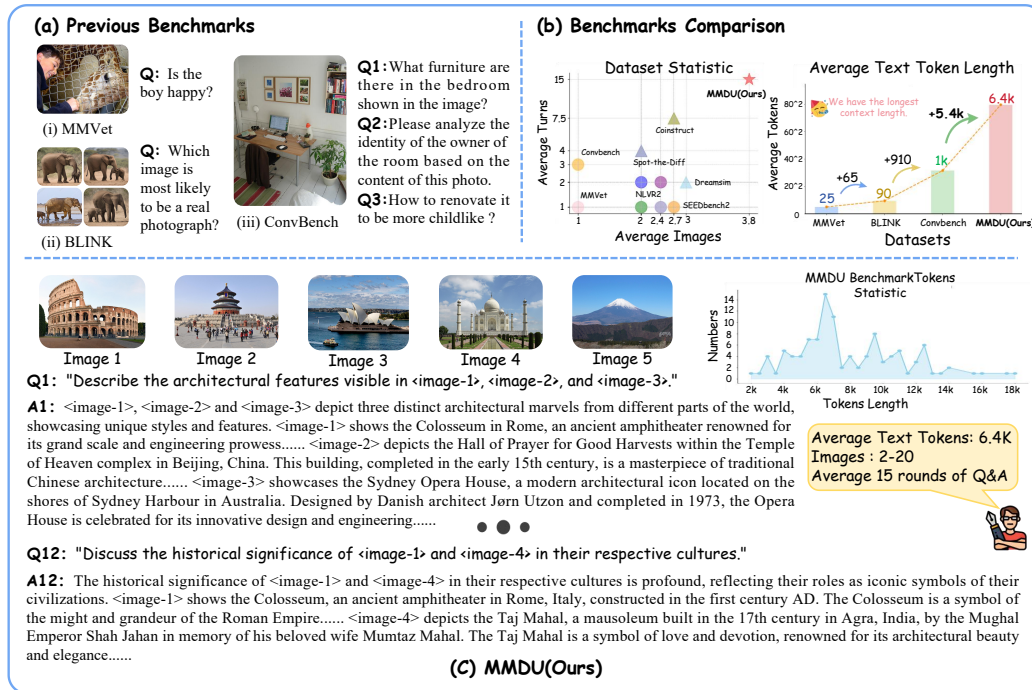 (a) Previous Benchmarks
Q: Is the
boy happy?
(i) MMVet
Q: Which
image is
most likely
to be a real
photograph?
(ii) BLINK
Q1:What furniture are
there in the bedroom
shown in the image?
Q2:Please analyze the
identity of the owner of
the room based on the
content of this photo.
Q3:How to renovate it
to be more childlike ?
(iii) ConvBench
(b) Benchmarks Comparison
Dataset Statistic
Average Turns
15
7.5
4
3
2
1
MMDU(Ours)
Coinstruct
Convbench
Spot-the-Diff
Dreamsim
NLVR2
MMVet
SEEDbench2
1
2
2.4
2.7
3
3.8
Average Images
Average Text Token Length
Average Tokens
80^2
60^2
40^2
20^2
0
We have the longest
context length.
25
+65
90
+910
1k
+5.4k
6.4k
MMVet
BLINK
Convbench
MMDU(Ours)
Datasets
Image 1
Image 2
Image 3
Image 4
Image 5
MMDU BenchmarkTokens
Statistic
Numbers
14
12
10
8
6
4
2
0
2k
4k
6k
8k
10k
12k
14k
16k
18k
Tokens Length
Q1: "Describe the architectural features visible in <image-1>, <image-2>, and <image-3>."
A1: <image-1>, <image-2> and <image-3> depict three distinct architectural marvels from different parts of the world,
showcasing unique styles and features. <image-1> shows the Colosseum in Rome, an ancient amphitheater renowned for
its grand scale and engineering prowess...... <image-2> depicts the Hall of Prayer for Good Harvests within the Temple
of Heaven complex in Beijing, China. This building, completed in the early 15th century, is a masterpiece of traditional
Chinese architecture...... <image-3> showcases the Sydney Opera House, a modern architectural icon located on the
shores of Sydney Harbour in Australia. Designed by Danish architect Jørn Utzon and completed in 1973, the Opera
House is celebrated for its innovative design and engineering......
Average Text Tokens: 6.4K
Images : 2-20
Average 15 rounds of Q&A
Q12: "Discuss the historical significance of <image-1> and <image-4> in their respective cultures."
A12: The historical significance of <image-1> and <image-4> in their respective cultures is profound, reflecting their roles as iconic symbols of their
civilizations. <image-1> shows the Colosseum, an ancient amphitheater in Rome, Italy, constructed in the first century AD. The Colosseum is a symbol of
the might and grandeur of the Roman Empire...... <image-4> depicts the Taj Mahal, a mausoleum built in the 17th century in Agra, India, by the Mughal
Emperor Shah Jahan in memory of his beloved wife Mumtaz Mahal. The Taj Mahal is a symbol of love and devotion, renowned for its architectural beauty
and elegance......
(C) MMDU(Ours)